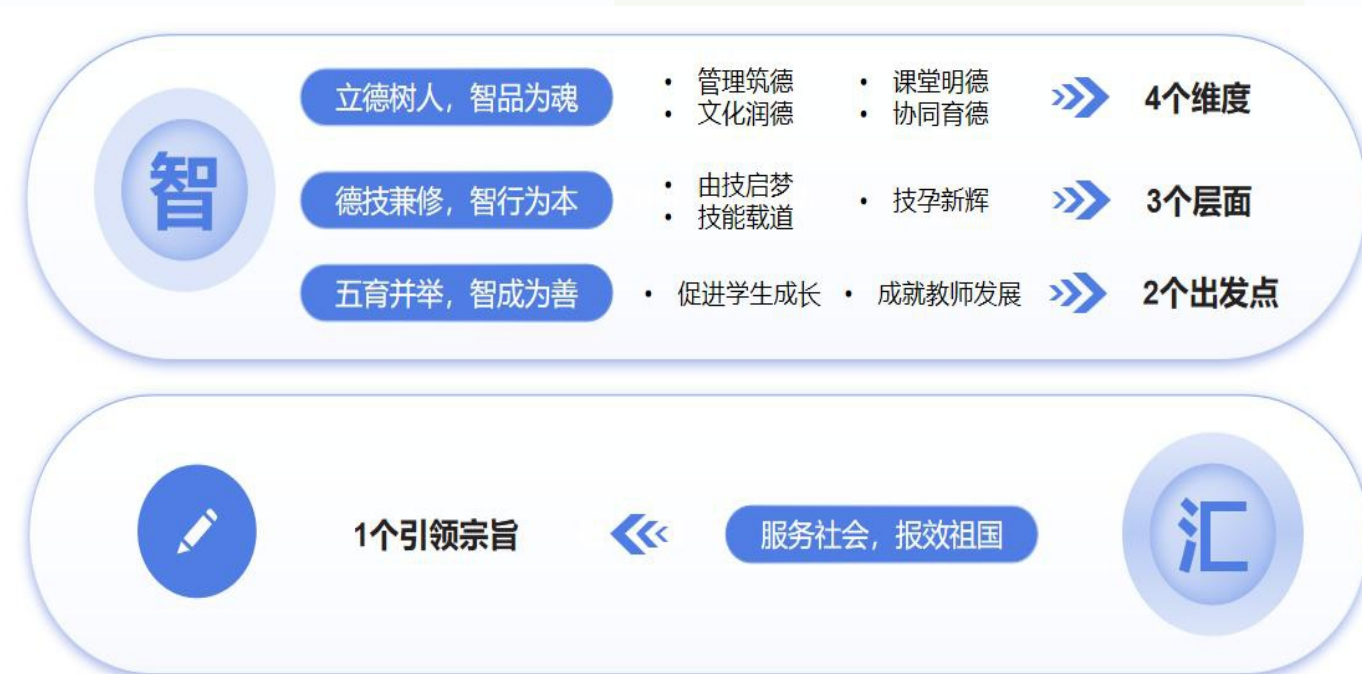 智
立德树人，智品为魂
• 管理筑德
• 文化润德
• 课堂明德
• 协同育德
4个维度
德技兼修，智行为本
• 由技启梦
• 技能载道
• 技孕新辉
3个层面
五育并举，智成为善
• 促进学生成长
• 成就教师发展
2个出发点
1个引领宗旨
服务社会，报效祖国
汇